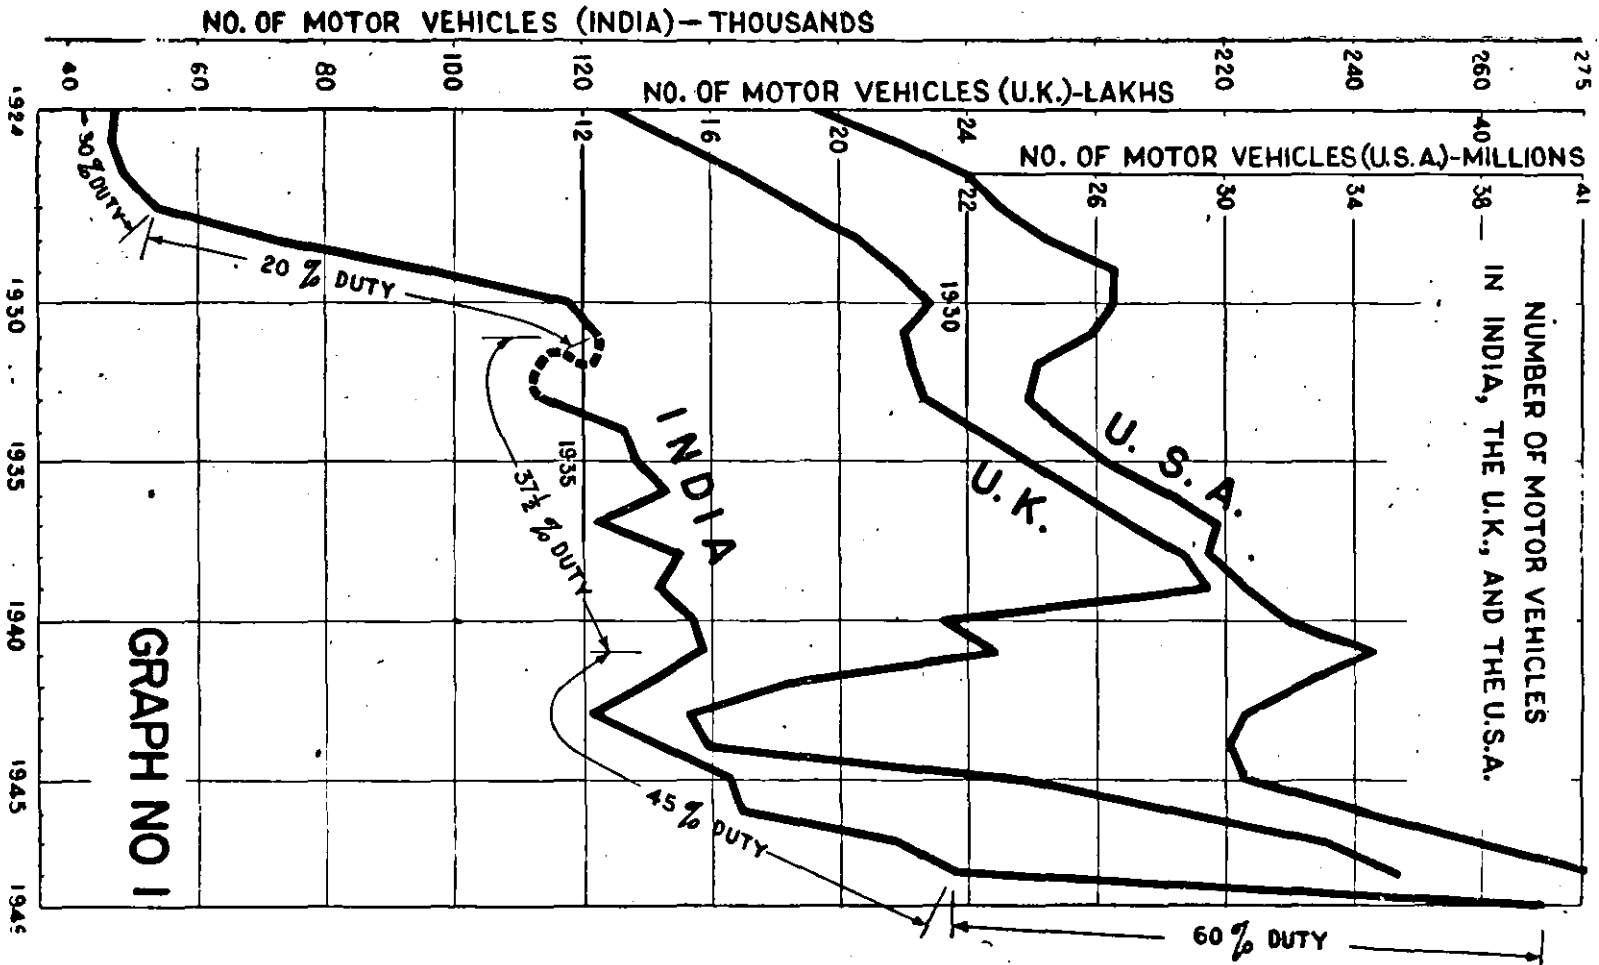 NO. OF MOTOR VEHICLES (INDIA)— THOUSANDS
40 60 80 100 120 220 240 260 275
NO. OF MOTOR VEHICLES (U.K.)-LAKHS
12 16 20 24 40
NO. OF MOTOR VEHICLES (U.S.A.)-MILLIONS
22 26 30 34 38 41
NUMBER OF MOTOR VEHICLES
IN INDIA, THE U.K., AND THE U.S.A.
1924
1930
1935
1940
1945
30% DUTY
20 % DUTY
37½ % DUTY
45 % DUTY
60 % DUTY
1930
1935
INDIA
U. K.
U. S. A.
GRAPH NO 1